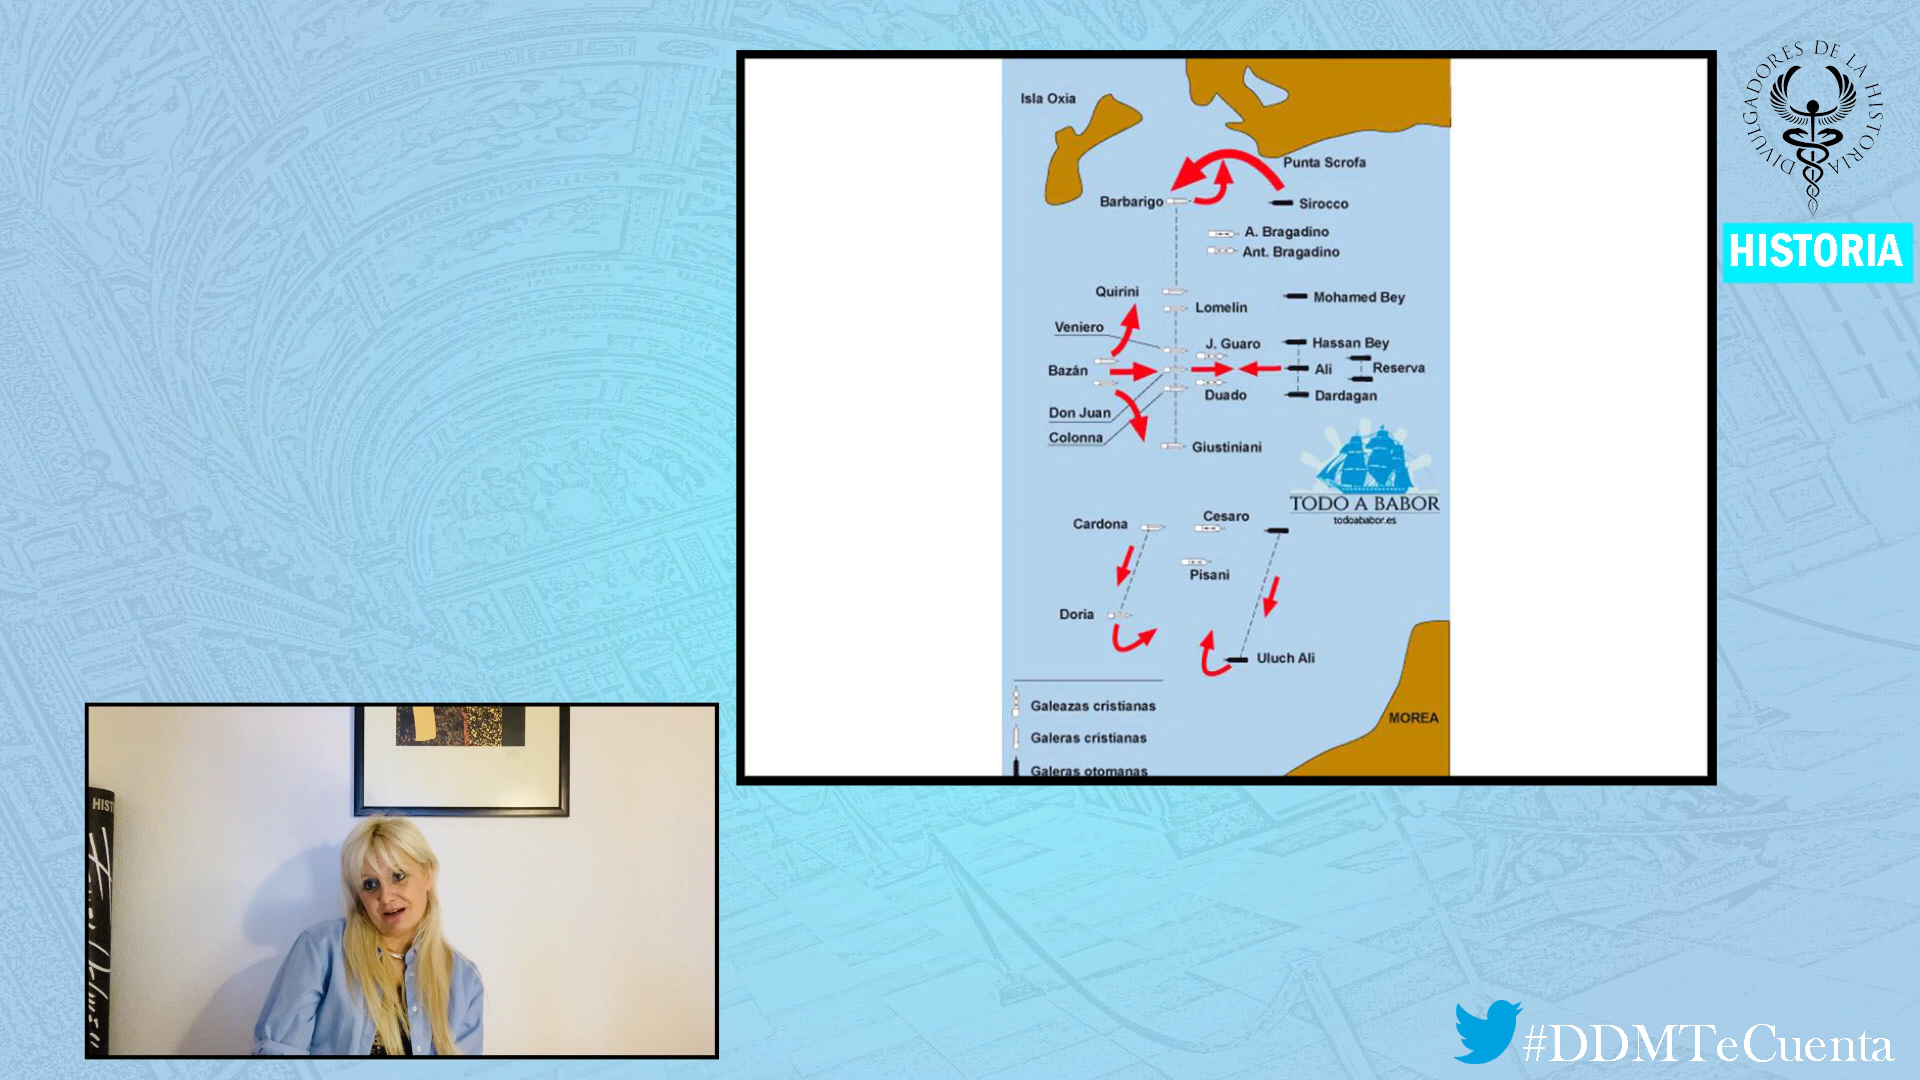 Isla Oxia
Punta Scrofa
Barbarigo
Sirocco
A. Bragadino
Ant. Bragadino
Quirini
Mohamed Bey
Lomelin
Veniero
J. Guaro
Hassan Bey
Bazán
Ali
Reserva
Duado
Dardagan
Don Juan
Colonna
Giustiniani
TODO A BABOR
todoababor.es
Cardona
Cesaro
Pisani
Doria
Uluch Ali
Galeazas cristianas
Galeras cristianas
Galeras otomanas
MOREA
DIVULGADORES DE LA HISTORIA
HISTORIA
HIST
#DDMTeCuenta